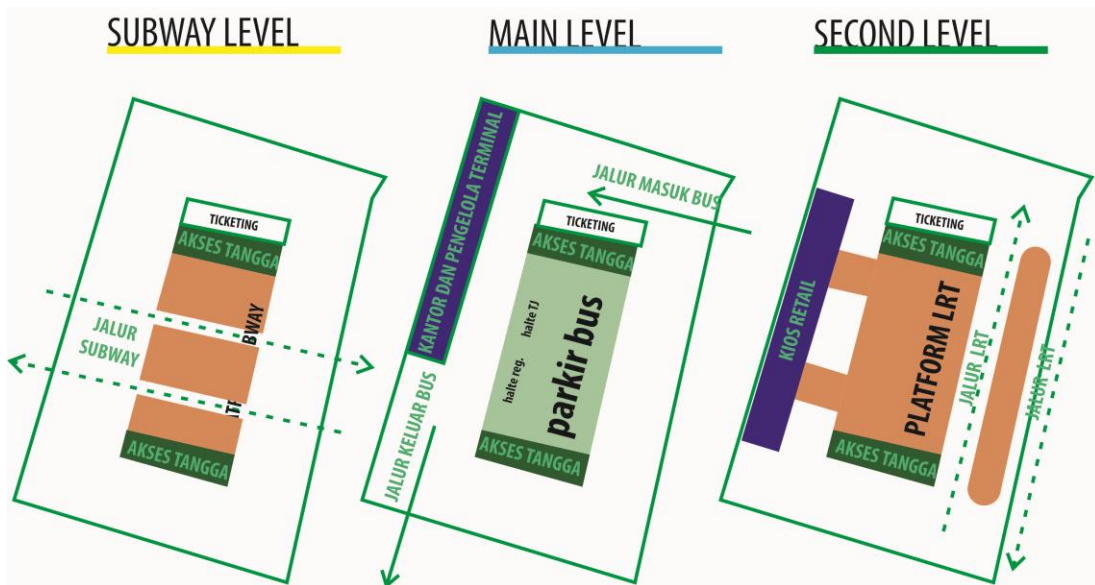 SUBWAY LEVEL
MAIN LEVEL
SECOND LEVEL
TICKETING
AKSES TANGGA
JALUR
SUBWAY
AKSES TANGGA
KANTOR DAN PENGELOLA TERMINAL
JALUR MASUK BUS
TICKETING
AKSES TANGGA
halte reg.
halte TJ
parkir bus
AKSES TANGGA
JALUR KELUAR BUS
TICKETING
AKSES TANGGA
KIOS RETAIL
PLATFORM LRT
JALUR LRT
JALUR LRT
AKSES TANGGA